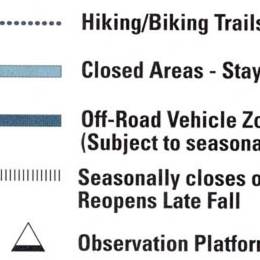 Hiking/Biking Trails
Closed Areas - Stay
Off-Road Vehicle Zo
(Subject to seasona
Seasonally closes o
Reopens Late Fall
Observation Platform